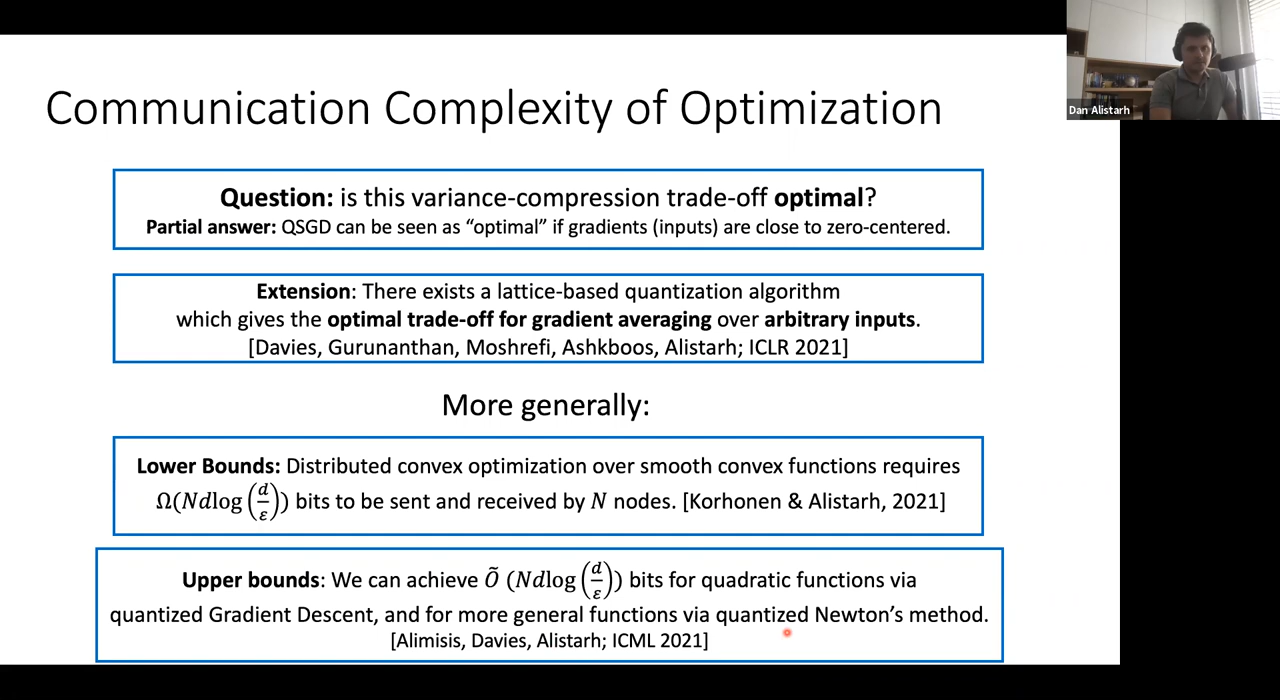 Dan Alistarh
Communication Complexity of Optimization
Question: is this variance-compression trade-off optimal?
Partial answer: QSGD can be seen as “optimal” if gradients (inputs) are close to zero-centered.
Extension: There exists a lattice-based quantization algorithm
which gives the optimal trade-off for gradient averaging over arbitrary inputs.
[Davies, Gurunanthan, Moshrefi, Ashkboos, Alistarh; ICLR 2021]
More generally:
Lower Bounds: Distributed convex optimization over smooth convex functions requires
Ω(Ndlog(d/ε)) bits to be sent and received by N nodes. [Korhonen & Alistarh, 2021]
Upper bounds: We can achieve Õ (Ndlog(d/ε)) bits for quadratic functions via
quantized Gradient Descent, and for more general functions via quantized Newton’s method.
[Alimisis, Davies, Alistarh; ICML 2021]